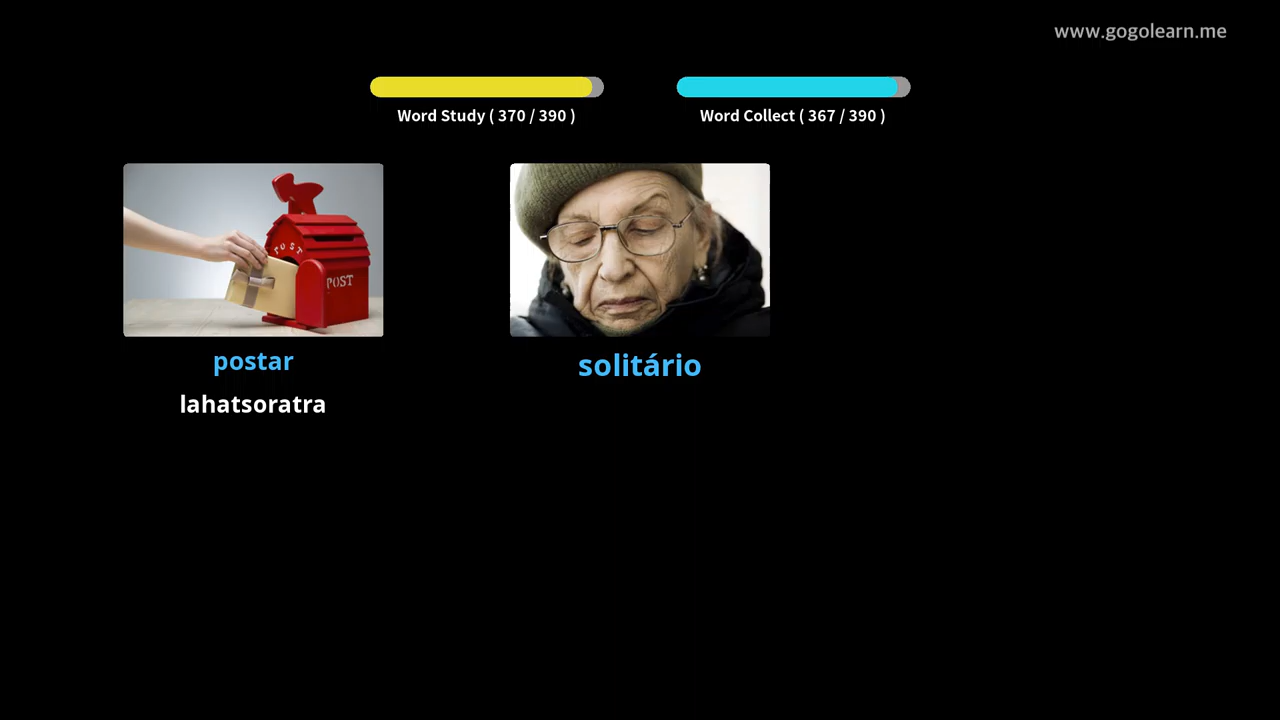 www.gogolearn.me
Word Study ( 370 / 390 )
Word Collect ( 367 / 390 )
POST
POST
postar
solitário
lahatsoratra